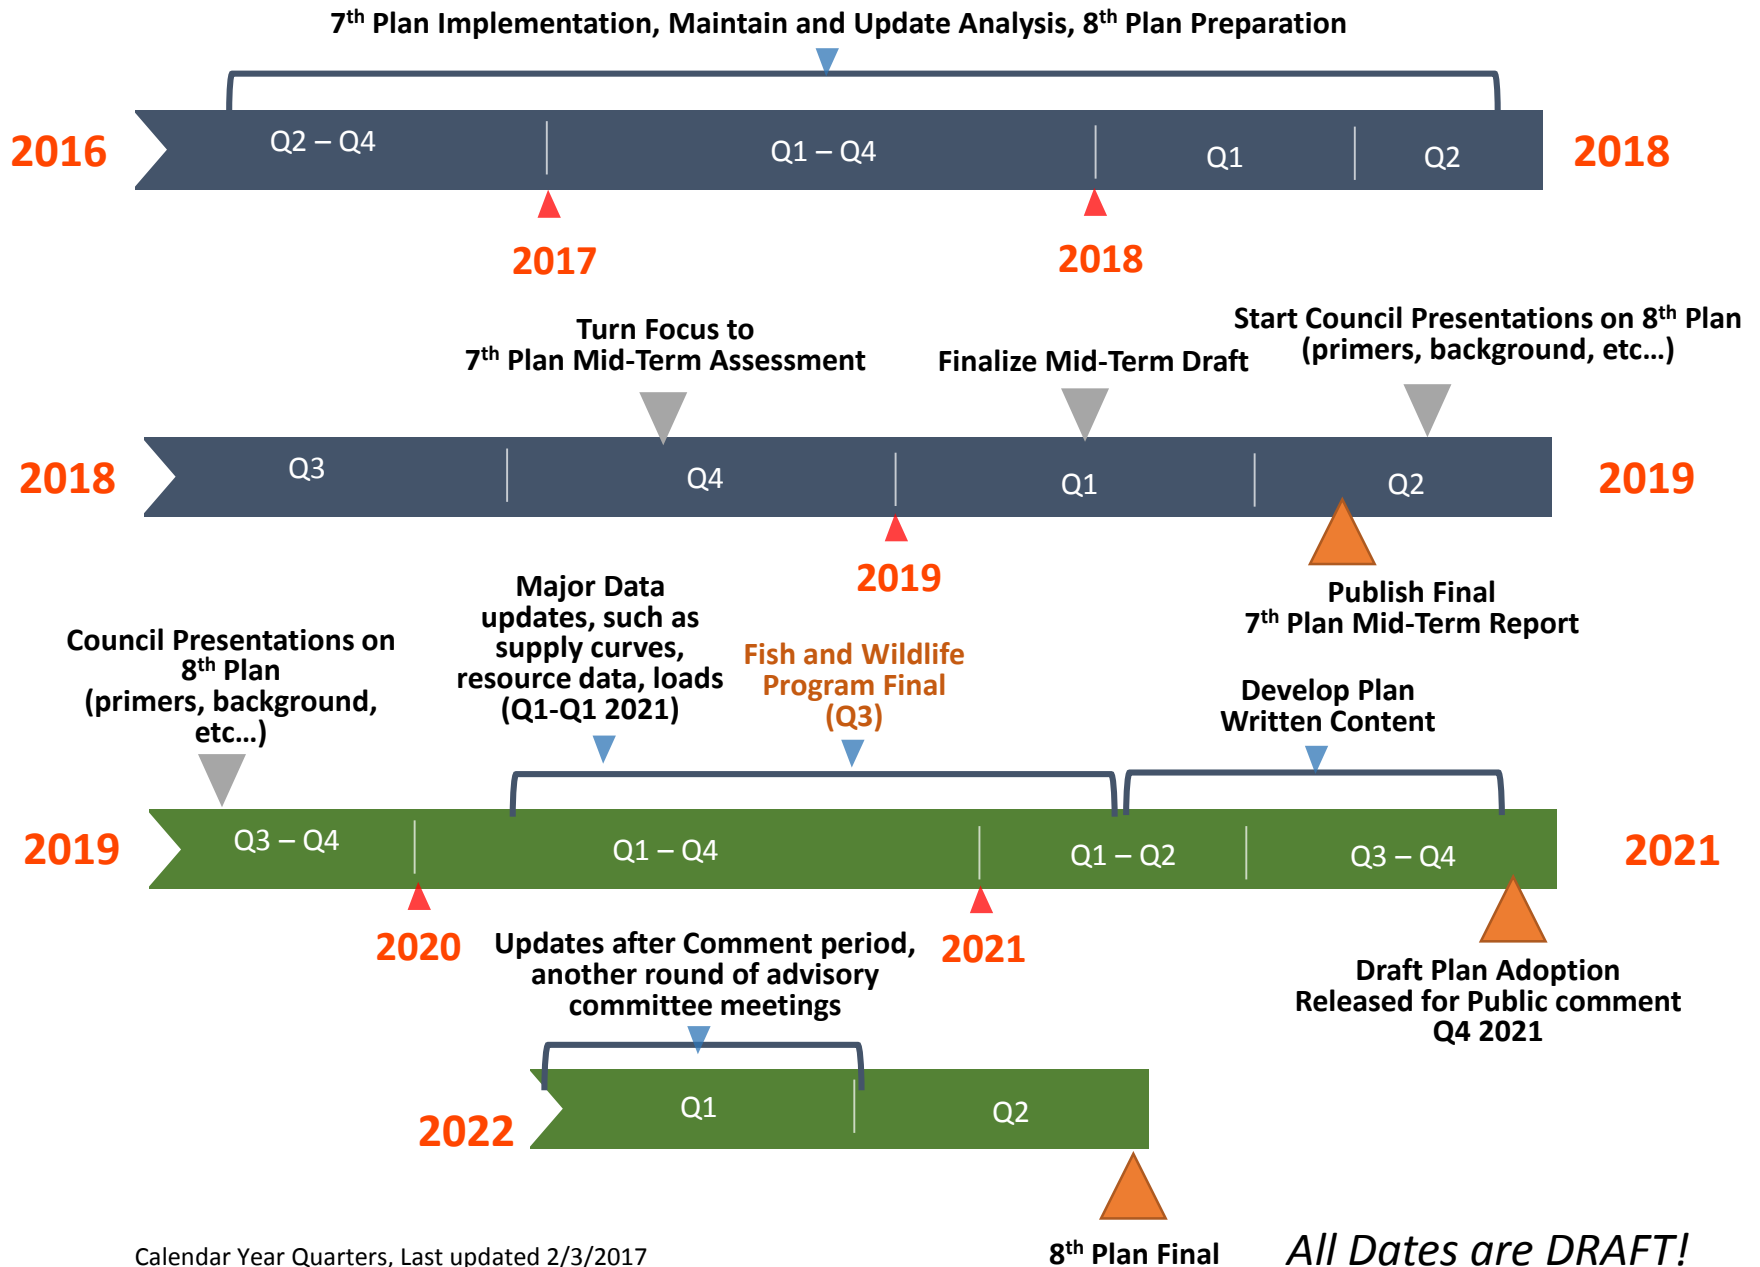 7th Plan Implementation, Maintain and Update Analysis, 8th Plan Preparation
2016
Q2 – Q4
Q1 – Q4
Q1
Q2
2018
2017
2018
Turn Focus to
7th Plan Mid-Term Assessment
Finalize Mid-Term Draft
Start Council Presentations on 8th Plan
(primers, background, etc…)
2018
Q3
Q4
Q1
Q2
2019
2019
Publish Final
7th Plan Mid-Term Report
Council Presentations on
8th Plan
(primers, background,
etc…)
Major Data
updates, such as
supply curves,
resource data, loads
(Q1-Q1 2021)
Fish and Wildlife
Program Final
(Q3)
Develop Plan
Written Content
2019
Q3 – Q4
Q1 – Q4
Q1 – Q2
Q3 – Q4
2021
2020
2021
Draft Plan Adoption
Released for Public comment
Q4 2021
Updates after Comment period,
another round of advisory
committee meetings
2022
Q1
Q2
8th Plan Final
Calendar Year Quarters, Last updated 2/3/2017
All Dates are DRAFT!